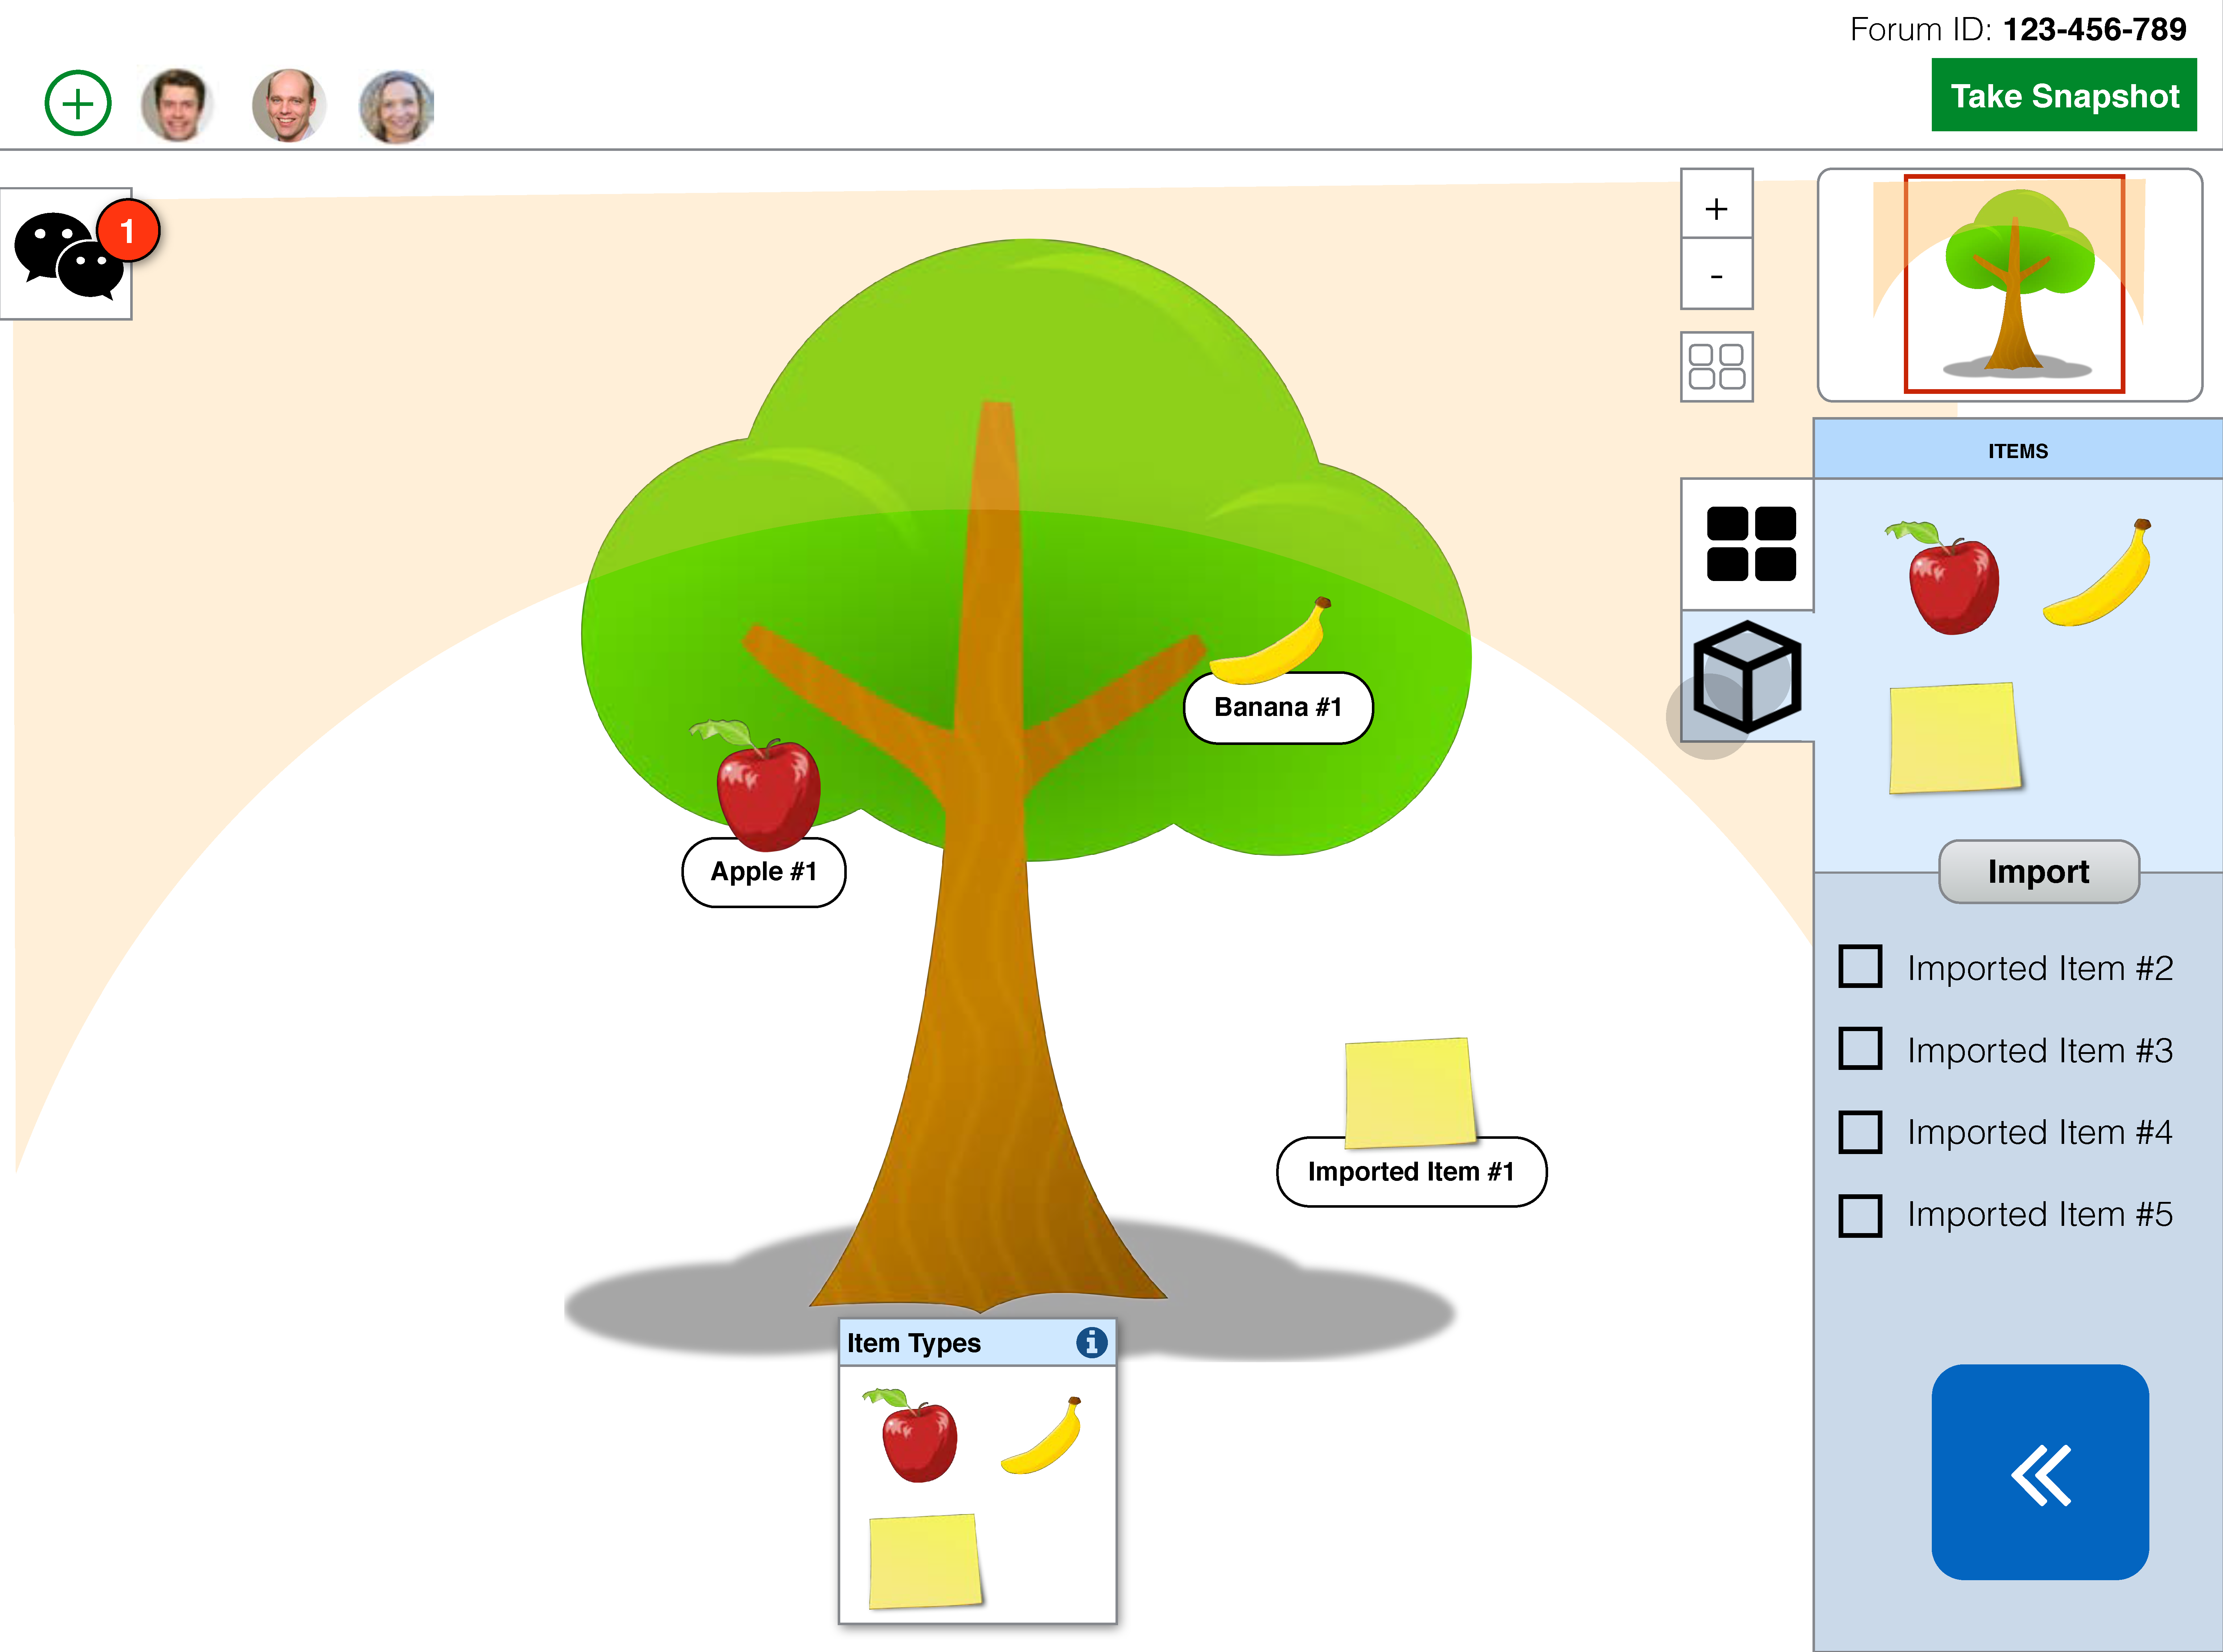 Forum ID: 123-456-789
Take Snapshot
1
+
-
ITEMS
Banana #1
Apple #1
Import
Imported Item #2
Imported Item #3
Imported Item #4
Imported Item #1
Imported Item #5
Item Types